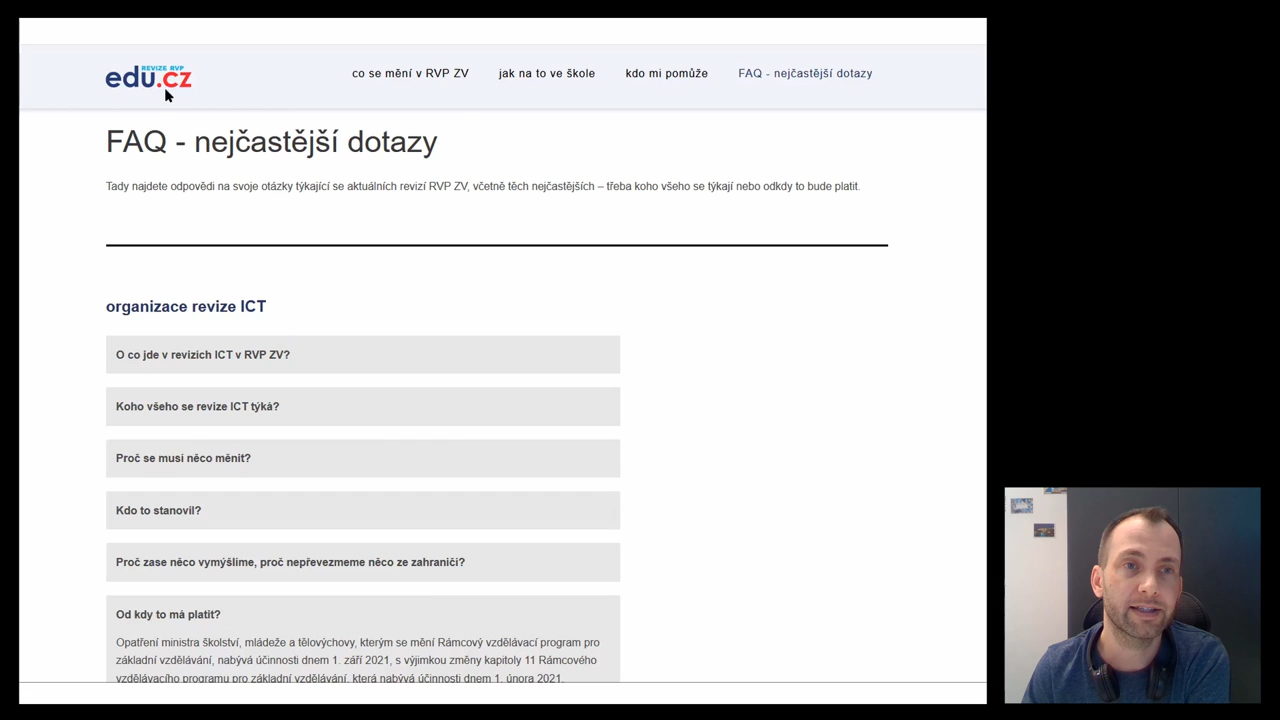 REVIZE RVP
edu.cz
co se mění v RVP ZV
jak na to ve škole
kdo mi pomůže
FAQ - nejčastější dotazy
FAQ - nejčastější dotazy
Tady najdete odpovědi na svoje otázky týkající se aktuálních revizí RVP ZV, včetně těch nejčastějších – třeba koho všeho se týkají nebo odkdy to bude platit.
organizace revize ICT
O co jde v revizích ICT v RVP ZV?
Koho všeho se revize ICT týká?
Proč se musí něco měnit?
Kdo to stanovil?
Proč zase něco vymýšlíme, proč nepřevezmeme něco ze zahraničí?
Od kdy to má platit?
Opatření ministra školství, mládeže a tělovýchovy, kterým se mění Rámcový vzdělávací program pro
základní vzdělávání, nabývá účinnosti dnem 1. září 2021, s výjimkou změny kapitoly 11 Rámcového
vzdělávacího programu pro základní vzdělávání, která nabývá účinnosti dnem 1. února 2021.